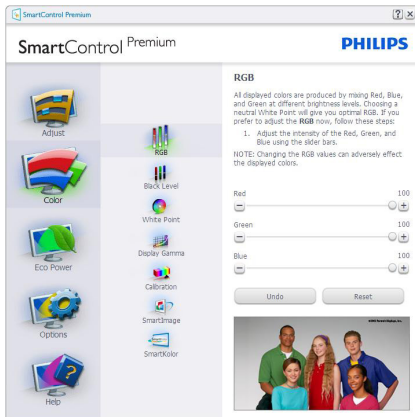 SmartControl Premium
SmartControl Premium
PHILIPS
Adjust
Color
Eco Power
Options
Help
RGB
Black Level
White Point
Display Gamma
Calibration
SmartImage
SmartKolor
RGB
All displayed colors are produced by mixing Red, Blue,
and Green at different brightness levels. Choosing a
neutral White Point will give you optimal RGB. If you
prefer to adjust the RGB now, follow these steps:
1. Adjust the intensity of the Red, Green, and
Blue using the slider bars.
NOTE: Changing the RGB values can adversely effect
the displayed colors.
Red 100
Green 100
Blue 100
Undo Reset